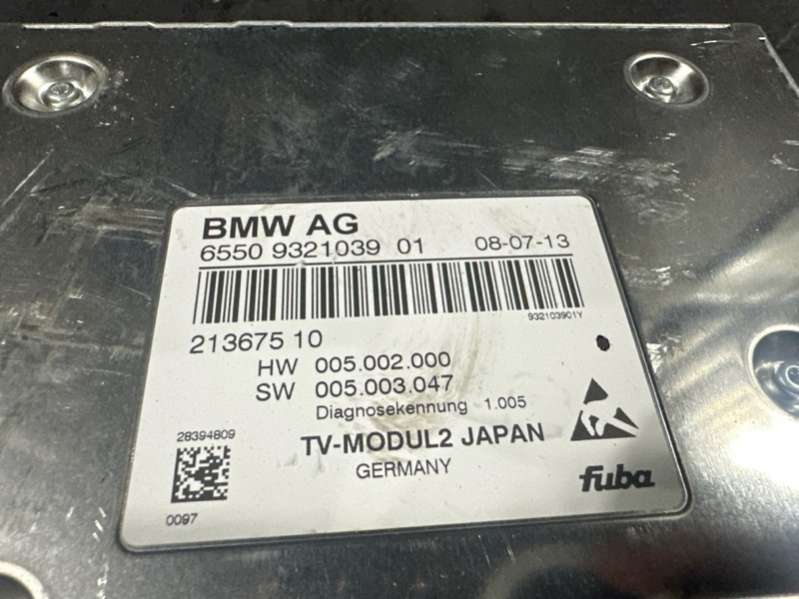 BMW AG
6550 9321039 01 08-07-13
932103901Y
213675 10
HW 005.002.000
SW 005.003.047
Diagnosekennung 1.005
28394809
TV-MODUL2 JAPAN
GERMANY
fuba
0097